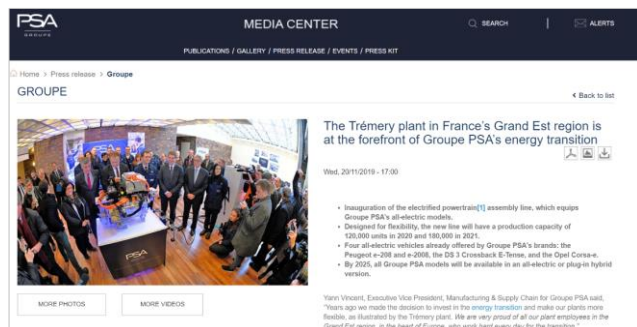 PSA
GROUPE
MEDIA CENTER
SEARCH
ALERTS
PUBLICATIONS / GALLERY / PRESS RELEASE / EVENTS / PRESS KIT
Home > Press release > Groupe
GROUPE
Back to list
The Trémery plant in France's Grand Est region is
at the forefront of Groupe PSA's energy transition
Wed, 20/11/2019 - 17:00
Inauguration of the electrified powertrain[1] assembly line, which equips
Groupe PSA's all-electric models.
Designed for flexibility, the new line will have a production capacity of
120,000 units in 2020 and 180,000 in 2021.
Four all-electric vehicles already offered by Groupe PSA's brands: the
Peugeot e-208 and e-2008, the DS 3 Crossback E-Tense, and the Opel Corsa-e.
By 2025, all Groupe PSA models will be available in an all-electric or plug-in hybrid
version.
PSA
MORE PHOTOS
MORE VIDEOS
Yann Vincent, Executive Vice President, Manufacturing & Supply Chain for Groupe PSA said,
"Years ago we made the decision to invest in the energy transition and make our plants more
flexible, as illustrated by the Trémery plant. We are very proud of all our plant employees in the
Grand Est region, in the heart of Europe, who work hard every day for the transition."